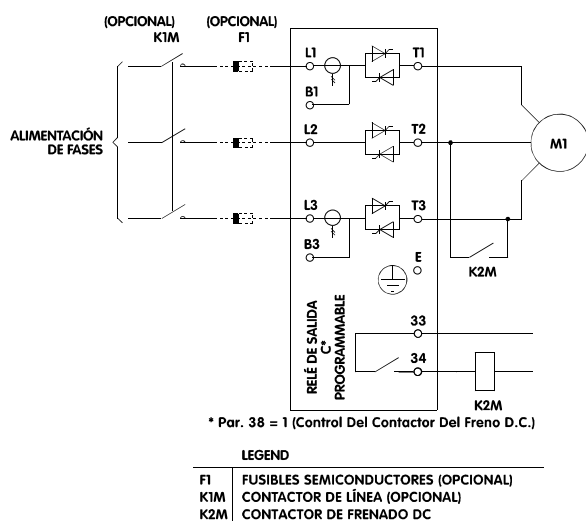 (OPCIONAL) (OPCIONAL)
K1M F1
L1 T1
B1
ALIMENTACIÓN
DE FASES
L2 T2
M1
L3 T3
B3 E
K2M
RELÉ DE SALIDA
C*
PROGRAMMABLE
33
34
K2M
* Par. 38 = 1 (Control Del Contactor Del Freno D.C.)
LEGEND
F1 FUSIBLES SEMICONDUCTORES (OPCIONAL)
K1M CONTACTOR DE LÍNEA (OPCIONAL)
K2M CONTACTOR DE FRENADO DC